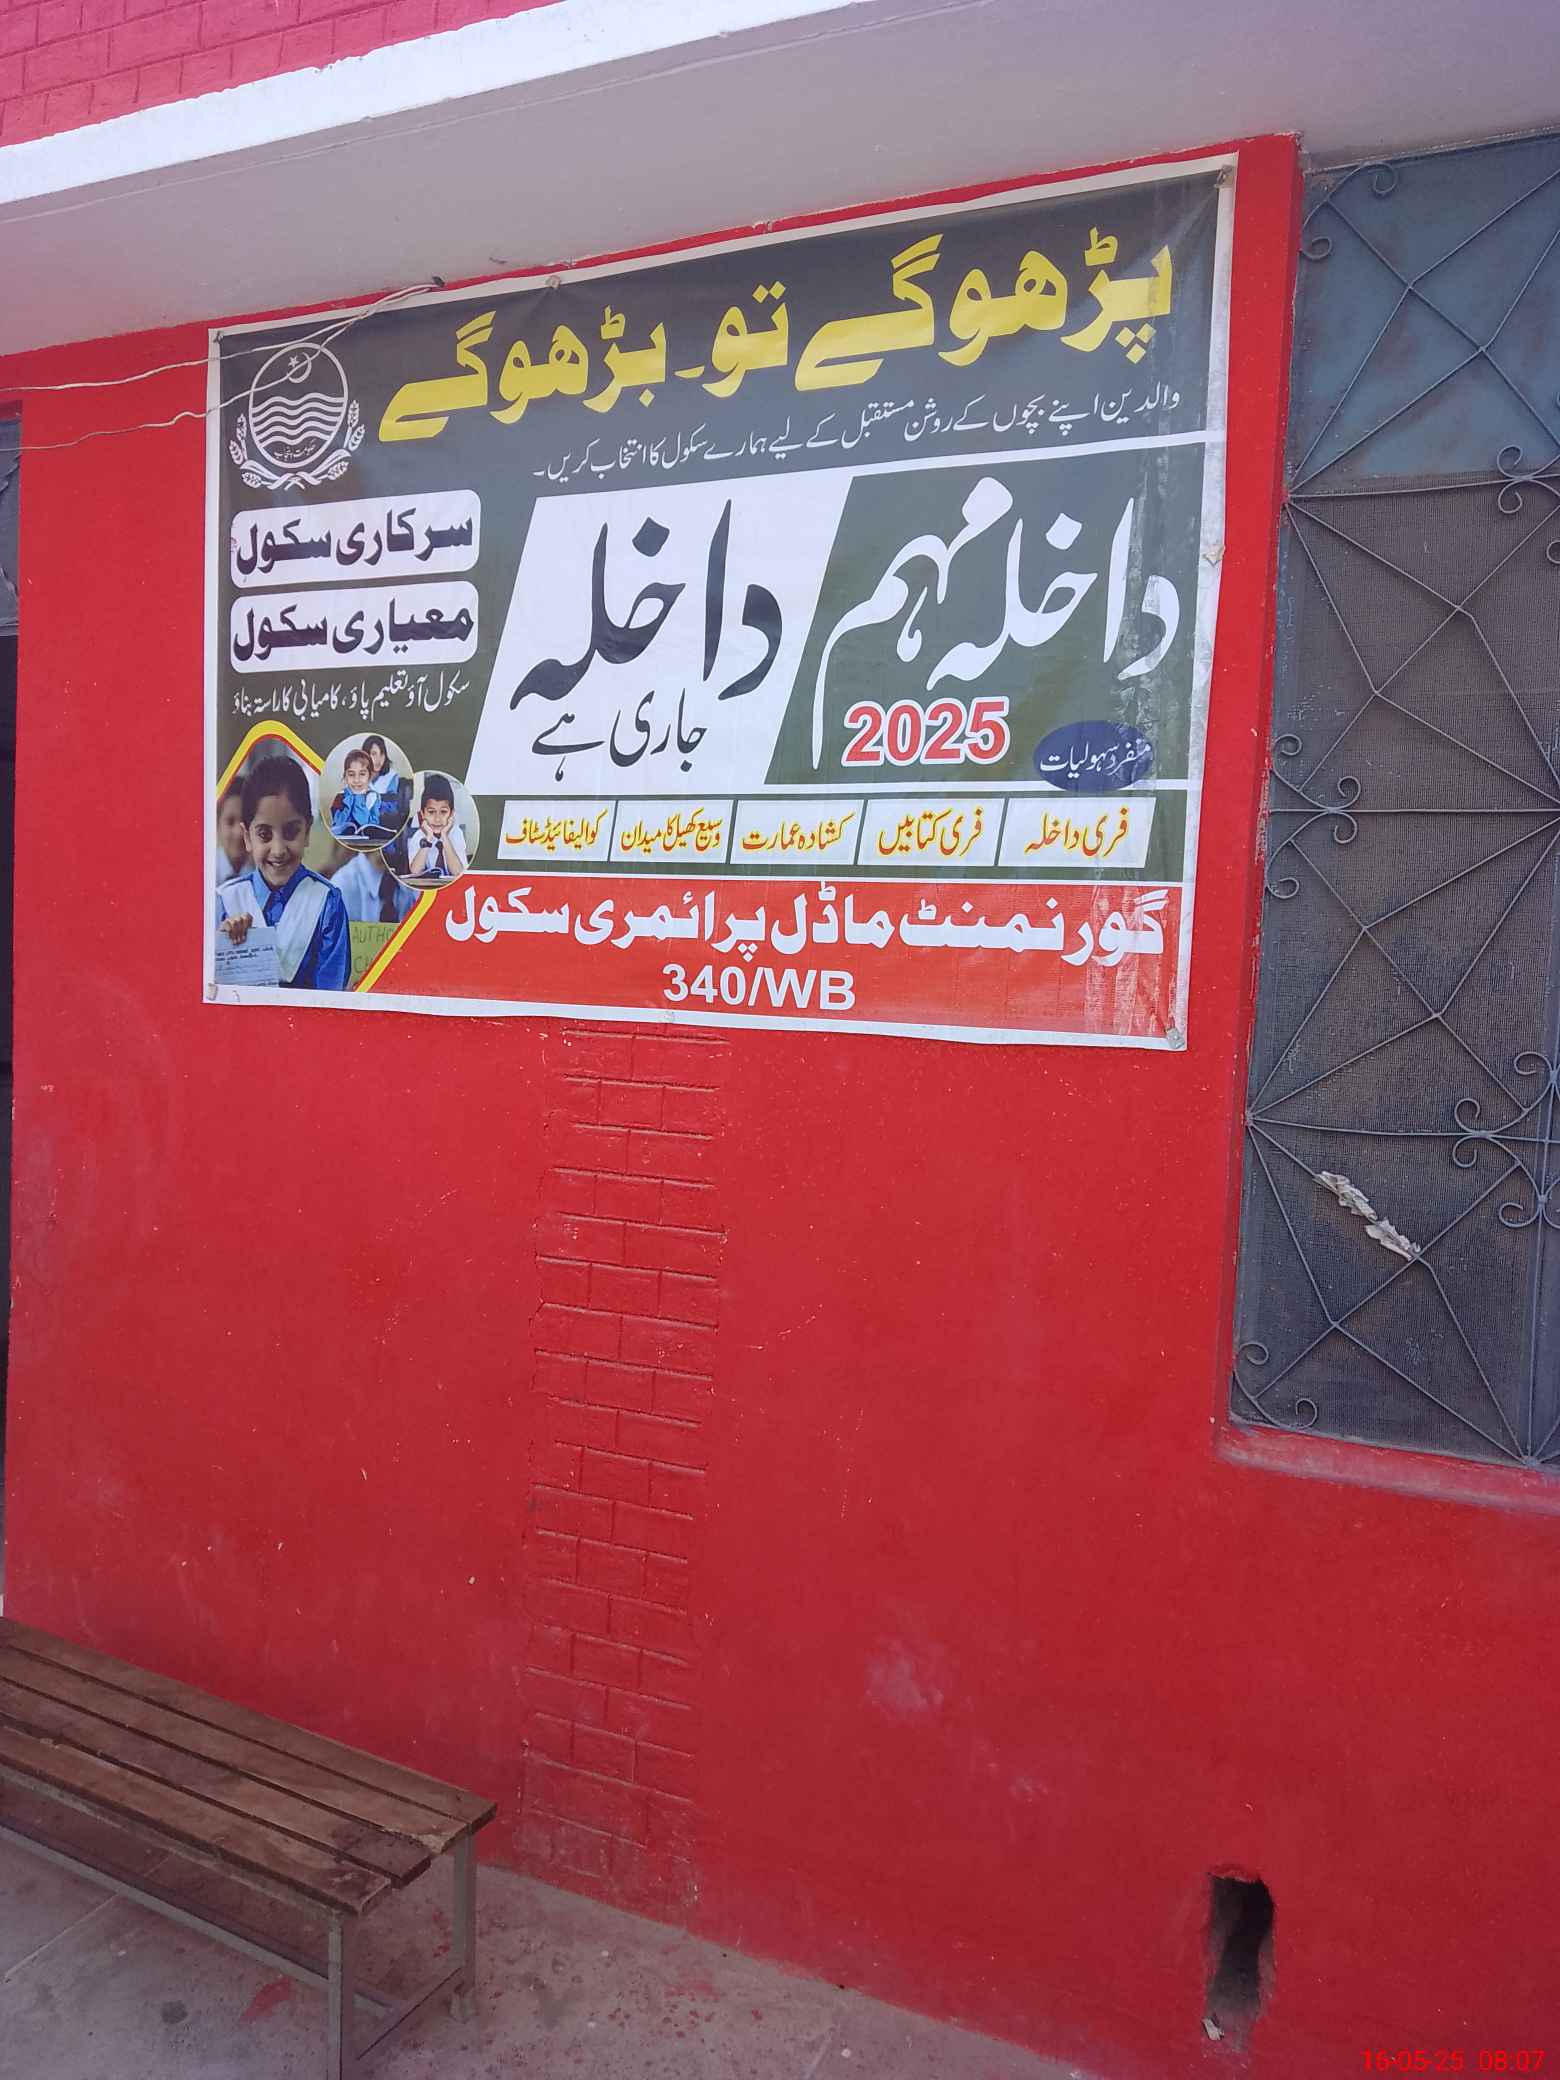 پڑھو گے تو۔ بڑھو گے
والدین اپنے بچوں کے روشن مستقبل کے لیے ہمارے سکول کا انتخاب کریں۔
حکومت پنجاب
داخلہ مہم
2025
داخلہ
جاری ہے
سرکاری سکول
معیاری سکول
سکول آؤ تعلیم پاؤ، کامیابی کا راستہ بناؤ
منفرد سہولیات
فری داخلہ
فری کتابیں
کشادہ عمارت
وسیع کھیل کا میدان
کوالیفائیڈ سٹاف
گورنمنٹ ماڈل پرائمری سکول
340/WB
16-05-25 08:07